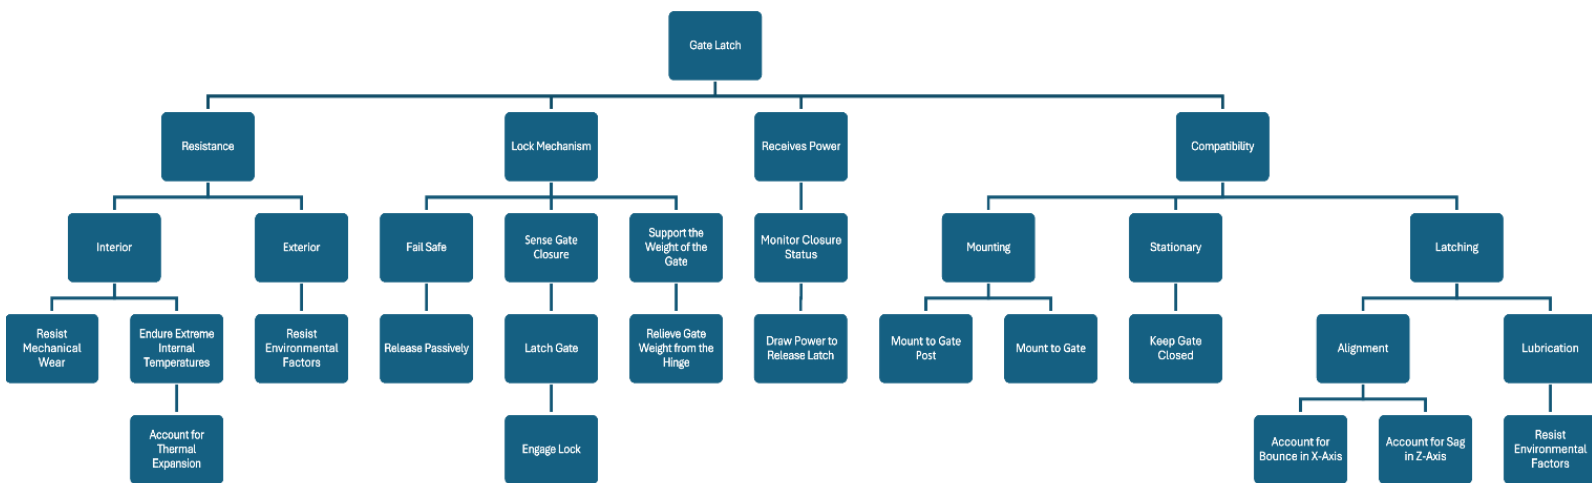 Gate Latch
Resistance
Lock Mechanism
Receives Power
Compatibility
Interior
Exterior
Fail Safe
Sense Gate
Closure
Support the
Weight of the
Gate
Monitor Closure
Status
Mounting
Stationary
Latching
Resist
Mechanical
Wear
Endure Extreme
Internal
Temperatures
Resist
Environmental
Factors
Release Passively
Latch Gate
Relieve Gate
Weight from the
Hinge
Draw Power to
Release Latch
Mount to Gate
Post
Mount to Gate
Keep Gate
Closed
Alignment
Lubrication
Account for
Thermal
Expansion
Engage Lock
Account for
Bounce in X-Axis
Account for Sag
in Z-Axis
Resist
Environmental
Factors